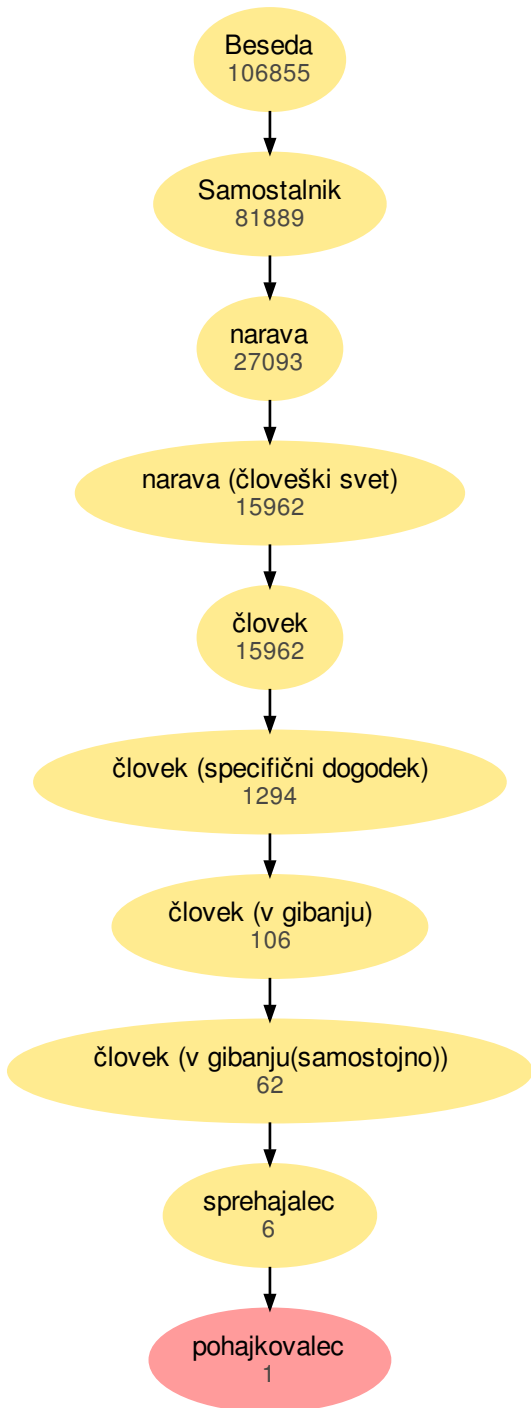 Beseda
106855
Samostalnik
81889
narava
27093
narava (človeški svet)
15962
človek
15962
človek (specifični dogodek)
1294
človek (v gibanju)
106
človek (v gibanju(samostojno))
62
sprehajalec
6
pohajkovalec
1